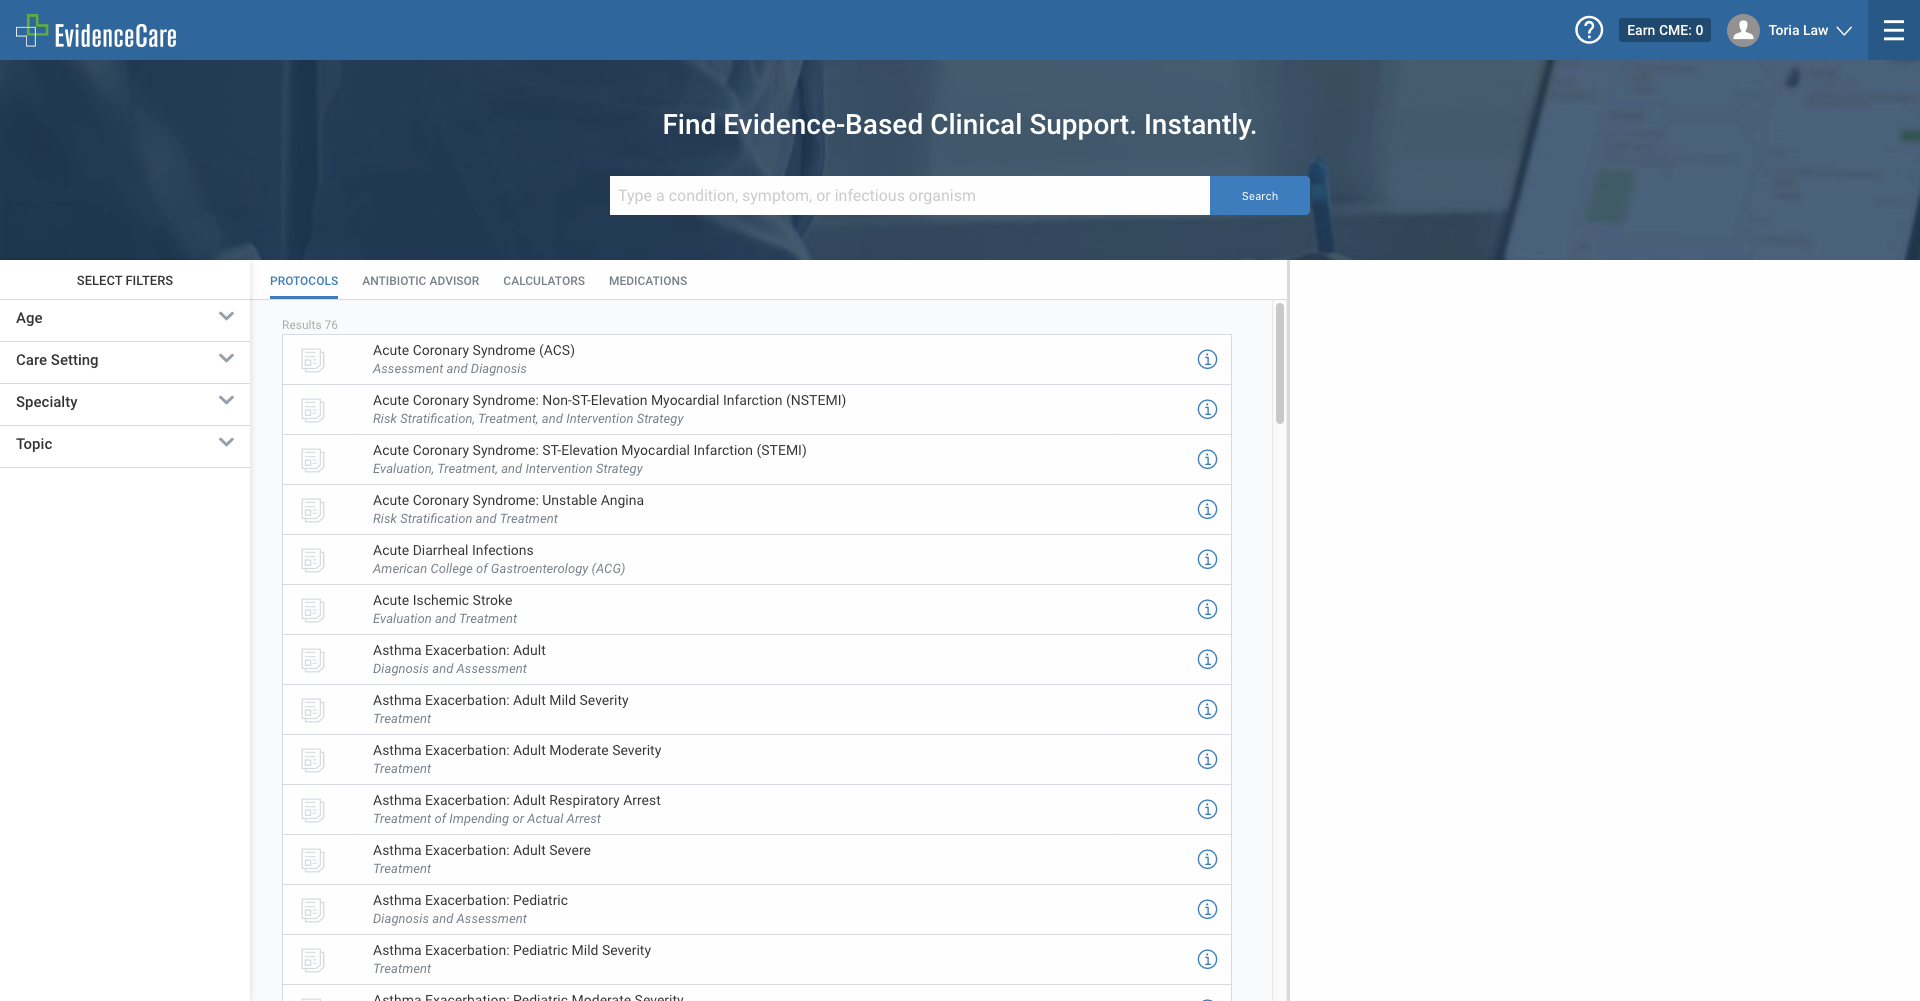 EvidenceCare
Earn CME: 0
Toria Law
Find Evidence-Based Clinical Support. Instantly.
Type a condition, symptom, or infectious organism
Search
SELECT FILTERS
Age
Care Setting
Specialty
Topic
PROTOCOLS
ANTIBIOTIC ADVISOR
CALCULATORS
MEDICATIONS
Results 76
Acute Coronary Syndrome (ACS)
Assessment and Diagnosis
Acute Coronary Syndrome: Non-ST-Elevation Myocardial Infarction (NSTEMI)
Risk Stratification, Treatment, and Intervention Strategy
Acute Coronary Syndrome: ST-Elevation Myocardial Infarction (STEMI)
Evaluation, Treatment, and Intervention Strategy
Acute Coronary Syndrome: Unstable Angina
Risk Stratification and Treatment
Acute Diarrheal Infections
American College of Gastroenterology (ACG)
Acute Ischemic Stroke
Evaluation and Treatment
Asthma Exacerbation: Adult
Diagnosis and Assessment
Asthma Exacerbation: Adult Mild Severity
Treatment
Asthma Exacerbation: Adult Moderate Severity
Treatment
Asthma Exacerbation: Adult Respiratory Arrest
Treatment of Impending or Actual Arrest
Asthma Exacerbation: Adult Severe
Treatment
Asthma Exacerbation: Pediatric
Diagnosis and Assessment
Asthma Exacerbation: Pediatric Mild Severity
Treatment
Asthma Exacerbation: Pediatric Moderate Severity